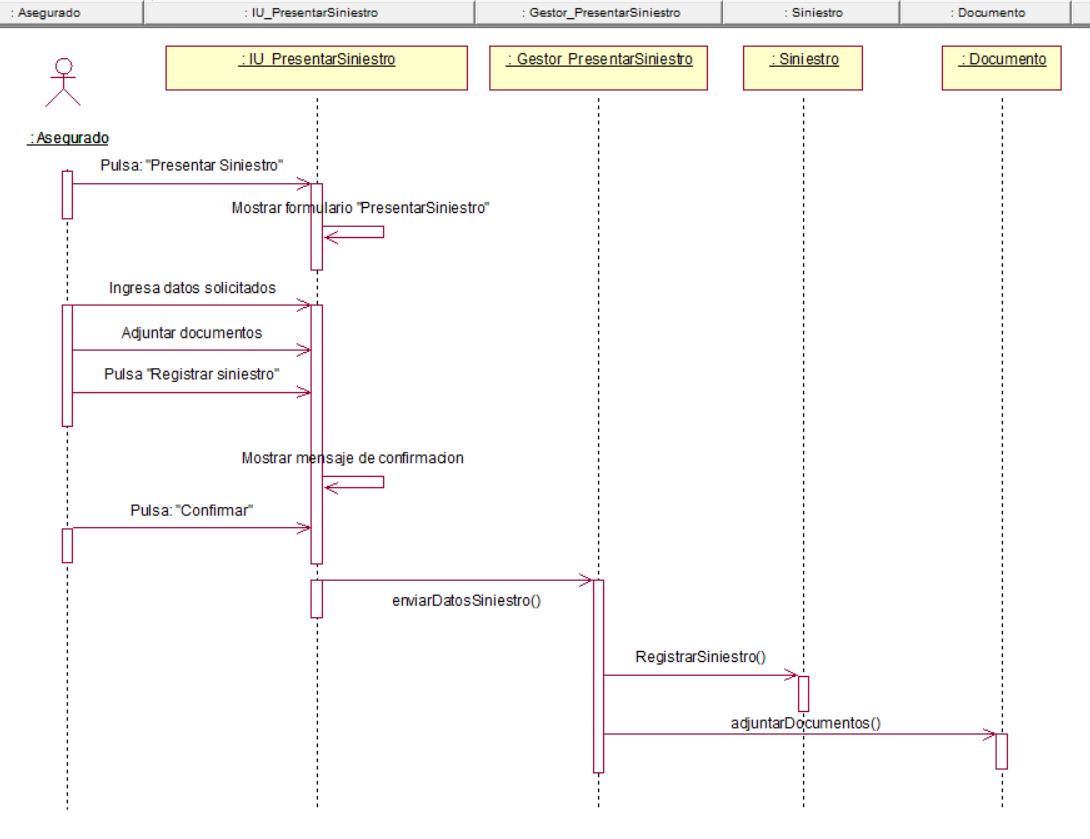 : Asegurado
: IU_PresentarSiniestro
: Gestor_PresentarSiniestro
: Siniestro
: Documento
: IU_PresentarSiniestro
: Gestor_PresentarSiniestro
: Siniestro
: Documento
: Asegurado
Pulsa: "Presentar Siniestro"
Mostrar formulario "PresentarSiniestro"
Ingresa datos solicitados
Adjuntar documentos
Pulsa "Registrar siniestro"
Mostrar mensaje de confirmacion
Pulsa: "Confirmar"
enviarDatosSiniestro()
RegistrarSiniestro()
adjuntarDocumentos()